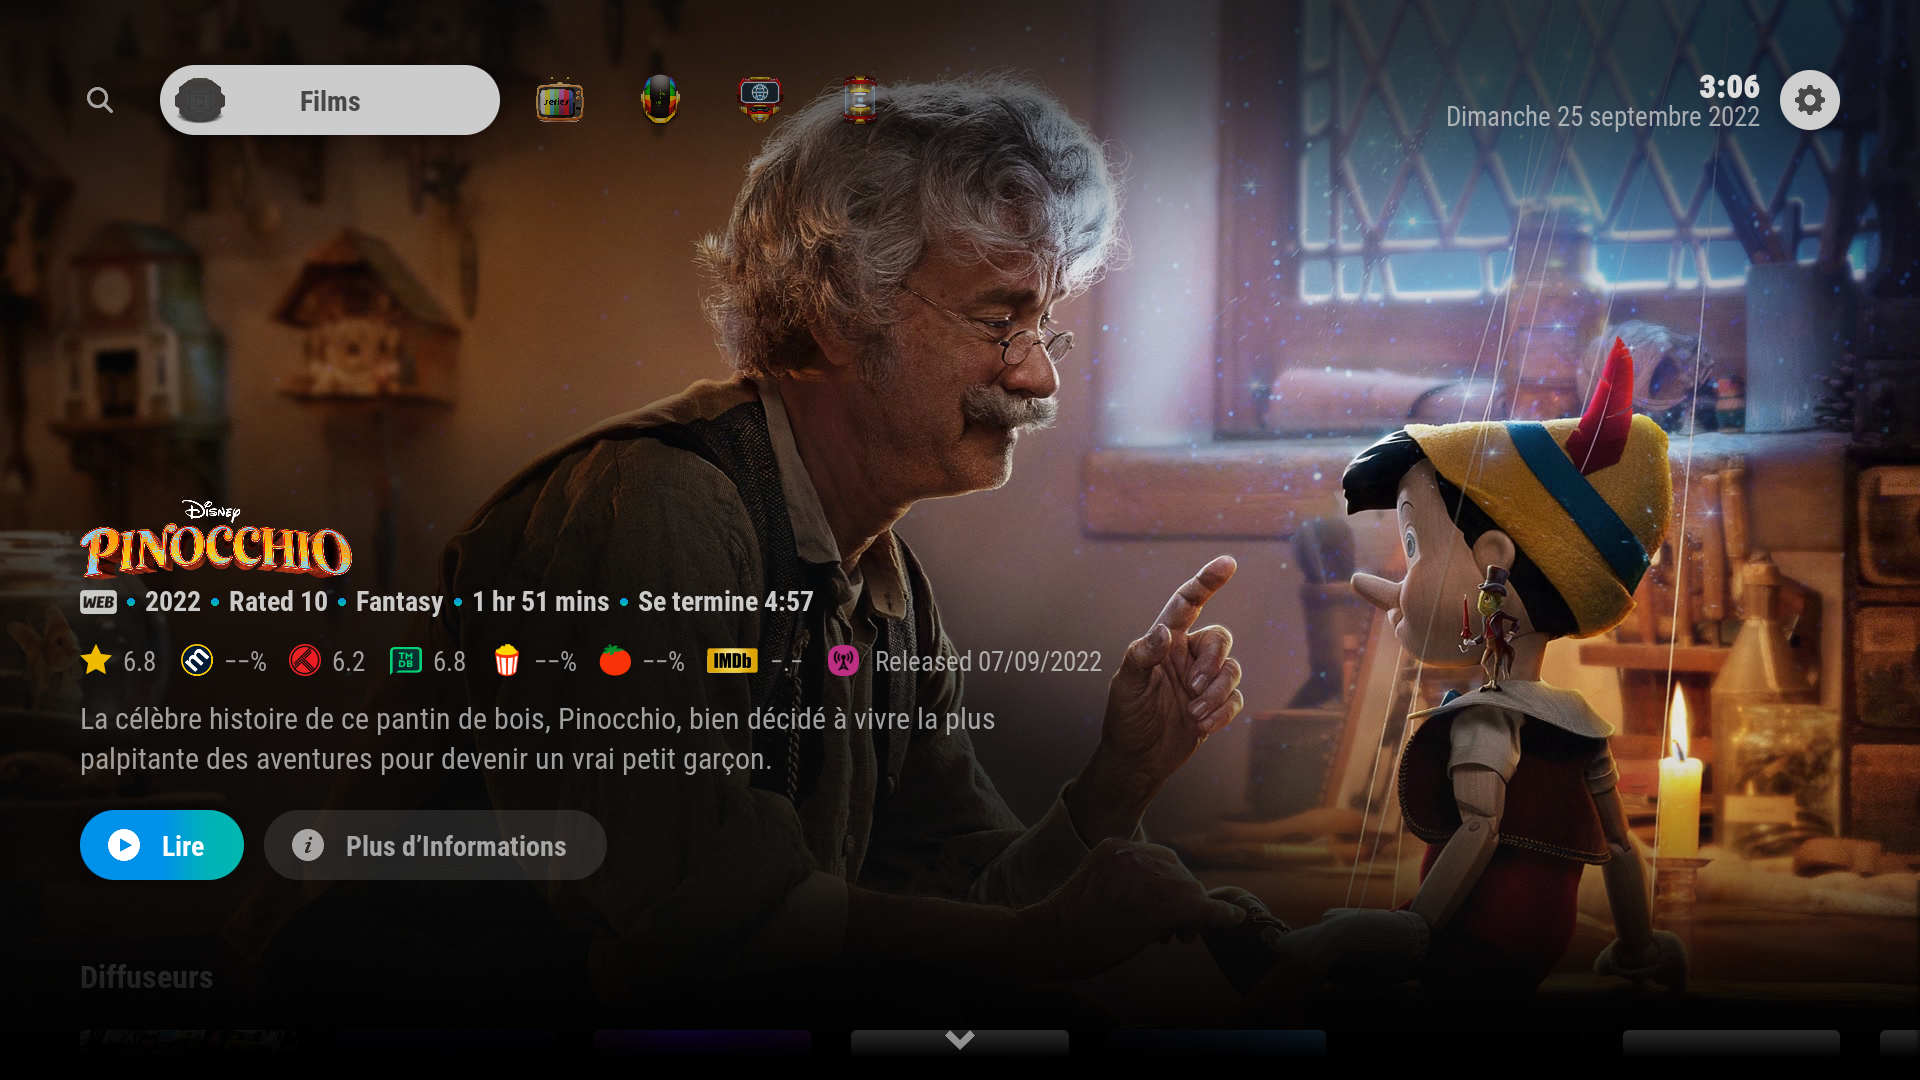 Films
series
3:06
Dimanche 25 septembre 2022
Disney
PINOCCHIO
WEB • 2022 • Rated 10 • Fantasy • 1 hr 51 mins • Se termine 4:57
6.8 m --% 6.2 TMDB 6.8 --% --% IMDb -.- Released 07/09/2022
La célèbre histoire de ce pantin de bois, Pinocchio, bien décidé à vivre la plus
palpitante des aventures pour devenir un vrai petit garçon.
Lire
i Plus d’Informations
Diffuseurs